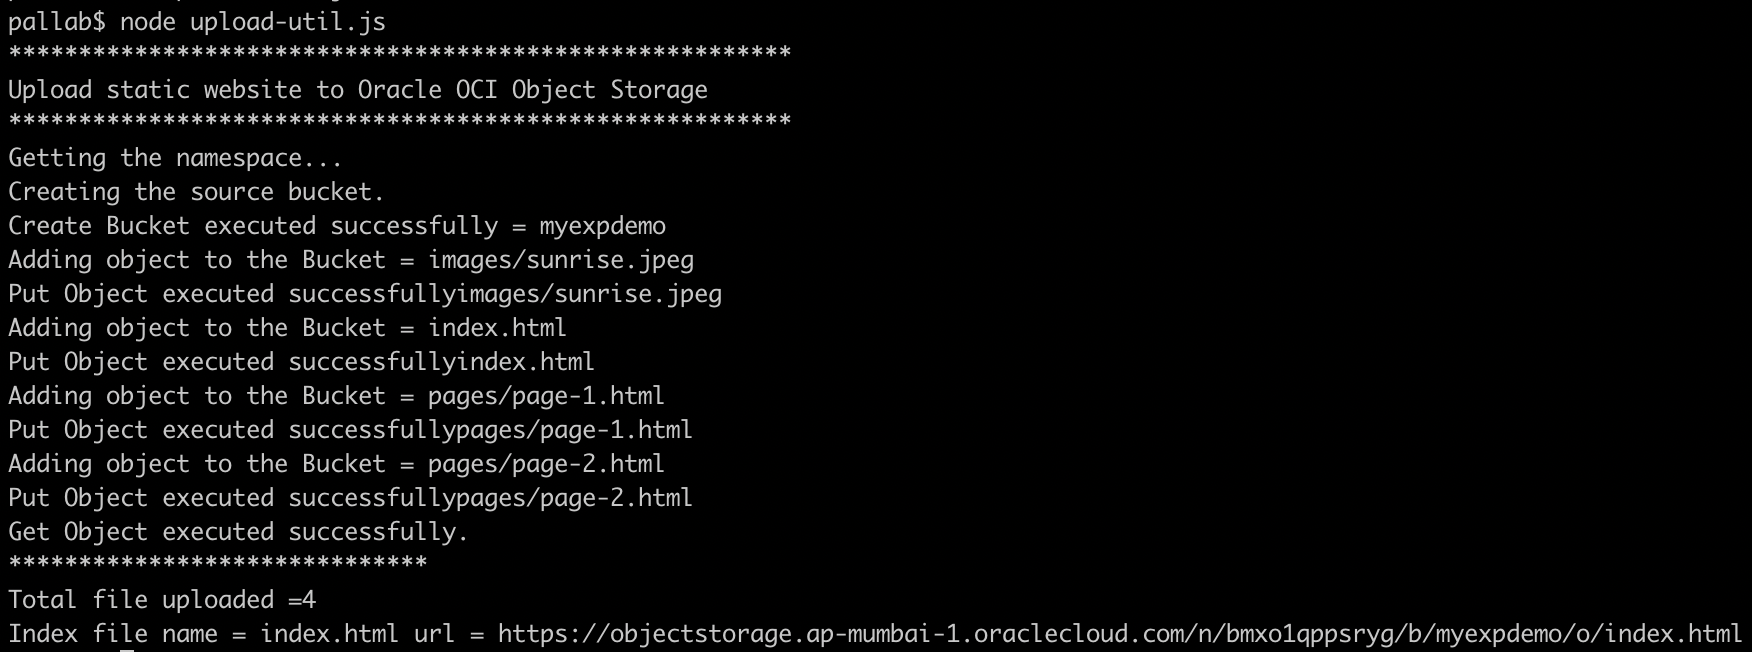 pallab$ node upload-util.js
********************************************************
Upload static website to Oracle OCI Object Storage
********************************************************
Getting the namespace...
Creating the source bucket.
Create Bucket executed successfully = myexpdemo
Adding object to the Bucket = images/sunrise.jpeg
Put Object executed successfullyimages/sunrise.jpeg
Adding object to the Bucket = index.html
Put Object executed successfullyindex.html
Adding object to the Bucket = pages/page-1.html
Put Object executed successfullypages/page-1.html
Adding object to the Bucket = pages/page-2.html
Put Object executed successfullypages/page-2.html
Get Object executed successfully.
******************************
Total file uploaded =4
Index file name = index.html url = https://objectstorage.ap-mumbai-1.oraclecloud.com/n/bmxo1qppsryg/b/myexpdemo/o/index.html